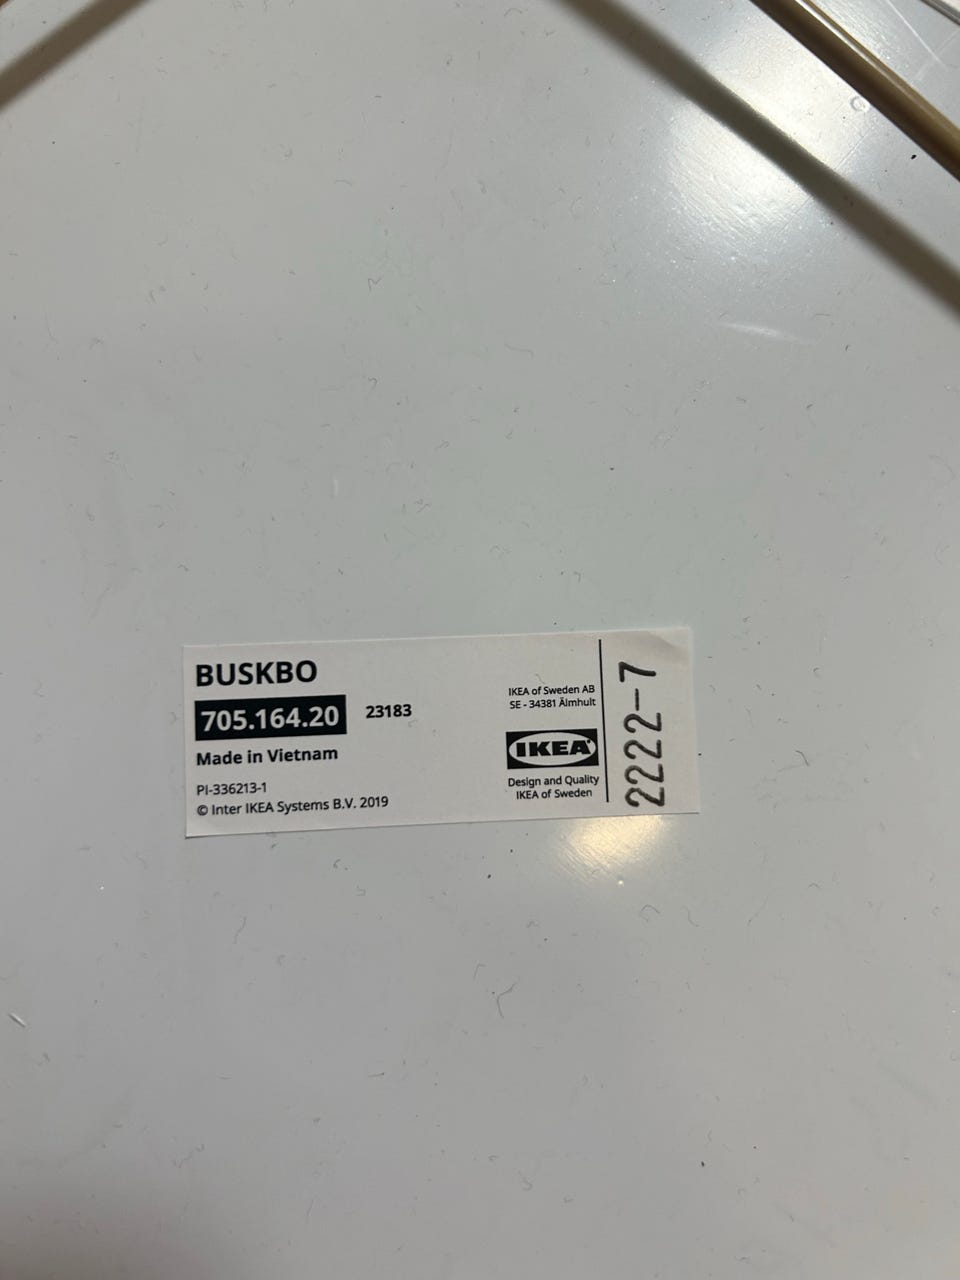 BUSKBO
705.164.20 23183
Made in Vietnam
PI-336213-1
© Inter IKEA Systems B.V. 2019
IKEA of Sweden AB
SE - 34381 Älmhult
IKEA
Design and Quality
IKEA of Sweden
2222-7